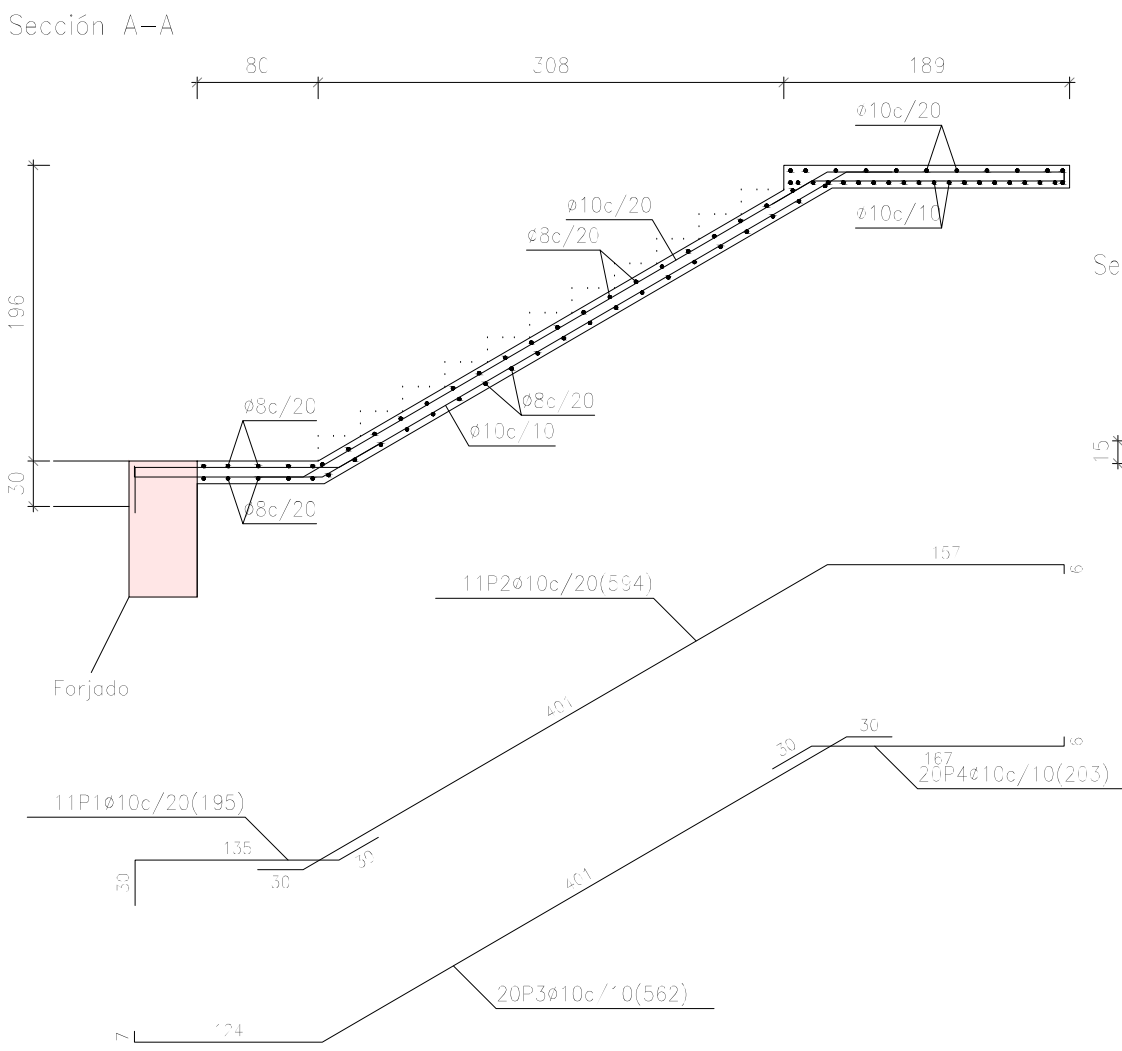 Sección A-A
80
308
189
ø10c/20
ø10c/20
ø8c/20
ø10c/10
Se
196
ø8c/20
ø8c/20
ø10c/10
15
30
ø8c/20
157
6
11P2ø10c/20(594)
Forjado
401
30
30
6
167
20P4ø10c/10(203)
11P1ø10c/20(195)
135
30
30
30
401
20P3ø10c/10(562)
7
124